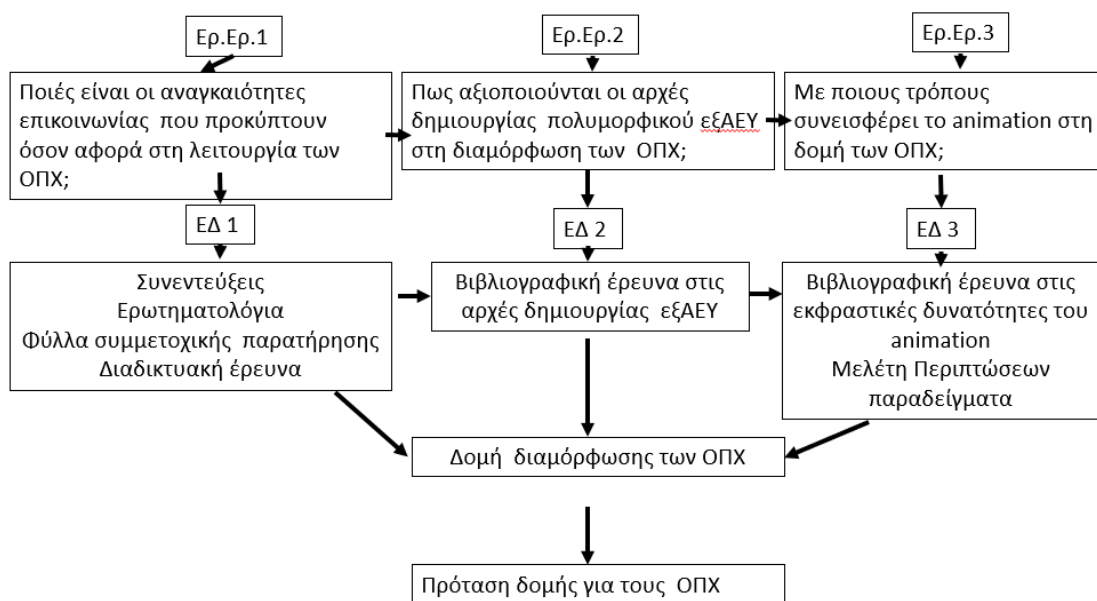 Ερ.Ερ.1
Ερ.Ερ.2
Ερ.Ερ.3
Ποιές είναι οι αναγκαιότητες
επικοινωνίας που προκύπτουν
όσον αφορά στη λειτουργία των
ΟΠΧ;
Πως αξιοποιούνται οι αρχές
δημιουργίας πολυμορφικού εξΑΕΥ
στη διαμόρφωση των ΟΠΧ;
Με ποιους τρόπους
συνεισφέρει το animation στη
δομή των ΟΠΧ;
ΕΔ 1
ΕΔ 2
ΕΔ 3
Συνεντεύξεις
Ερωτηματολόγια
Φύλλα συμμετοχικής παρατήρησης
Διαδικτυακή έρευνα
Βιβλιογραφική έρευνα στις
αρχές δημιουργίας εξΑΕΥ
Βιβλιογραφική έρευνα στις
εκφραστικές δυνατότητες του
animation
Μελέτη Περιπτώσεων
παραδείγματα
Δομή διαμόρφωσης των ΟΠΧ
Πρόταση δομής για τους ΟΠΧ